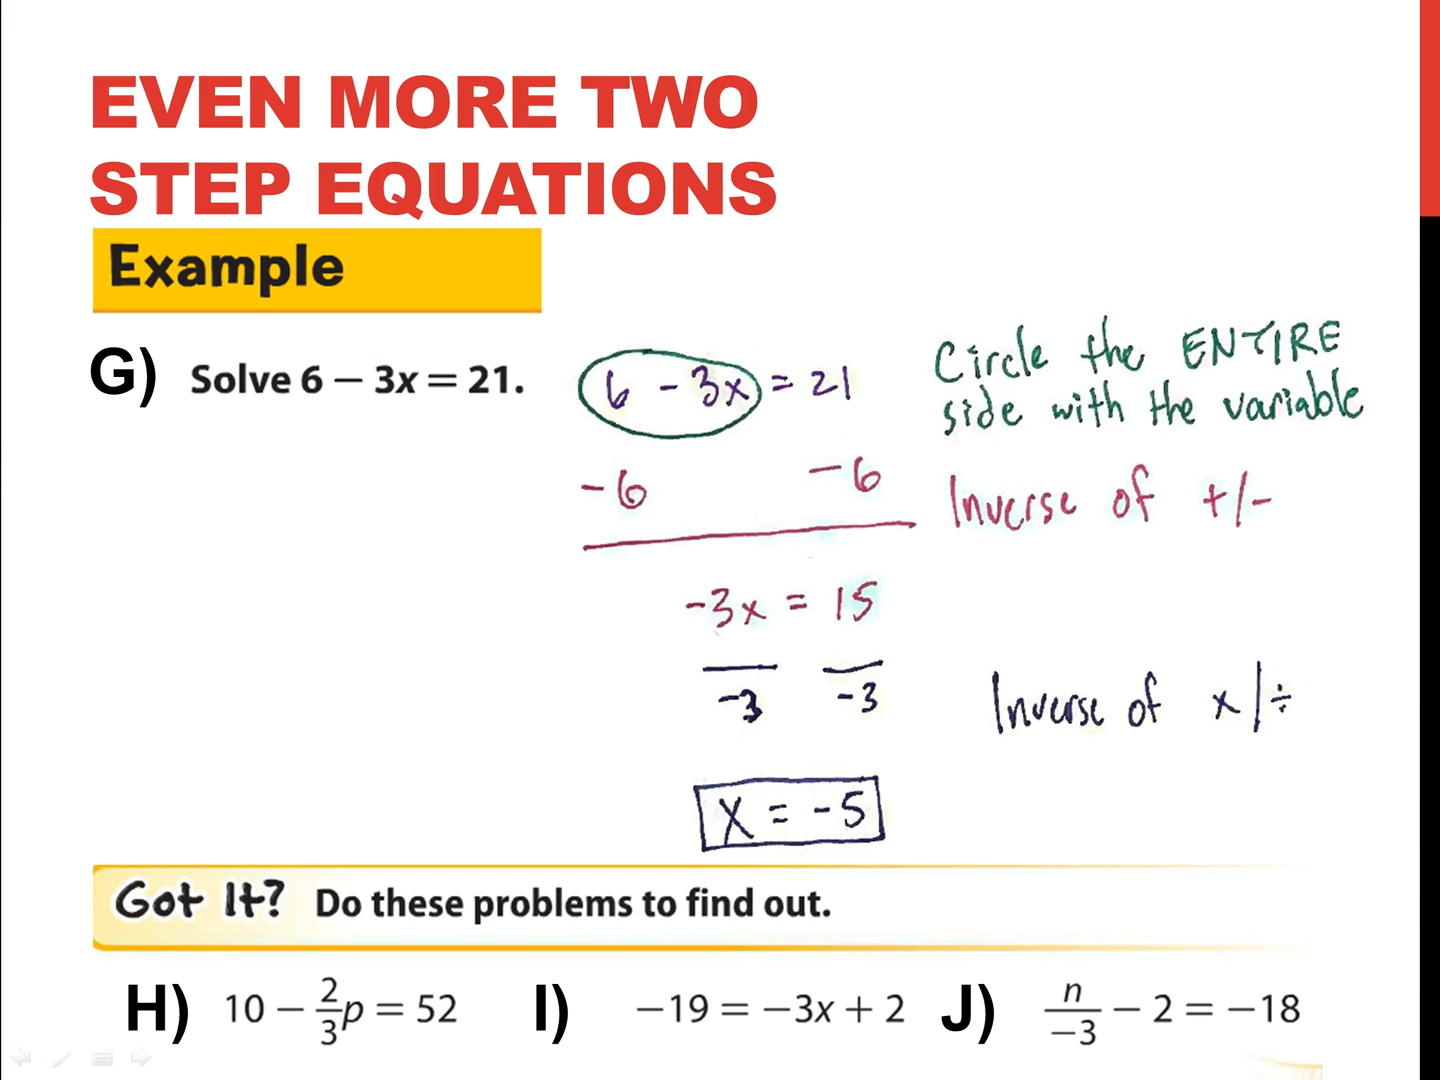 EVEN MORE TWO
STEP EQUATIONS
Example
G) Solve 6 − 3x = 21.
6 - 3x = 21
Circle the ENTIRE
side with the variable
-6 -6
Inverse of +/-
-3x = 15
-3 -3
Inverse of x/÷
x = -5
Got It? Do these problems to find out.
H) 10 − 2/3 p = 52 I) −19 = −3x + 2 J) n/−3 − 2 = −18